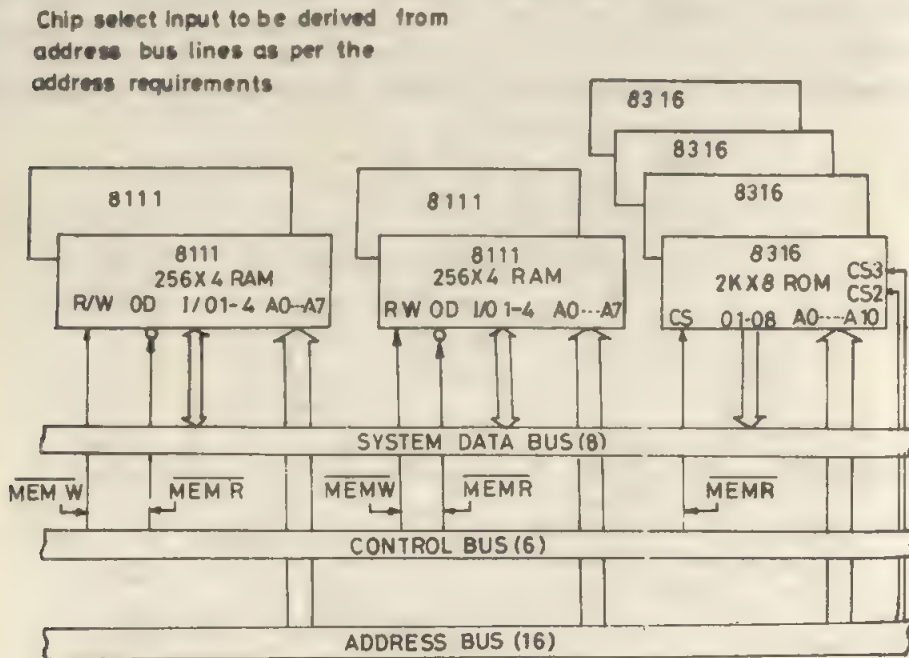 Chip select input to be derived from
address bus lines as per the
address requirements
8316
8316
8316
8111
8111
8111
256X4 RAM
R/W OD I/O1-4 A0---A7
8111
256X4 RAM
RW OD I/O1-4 A0---A7
8316
2KX8 ROM
CS3
CS2
CS O1-O8 A0----A10
SYSTEM DATA BUS (8)
MEM W
MEM R
MEMW
MEMR
MEMR
CONTROL BUS (6)
ADDRESS BUS (16)